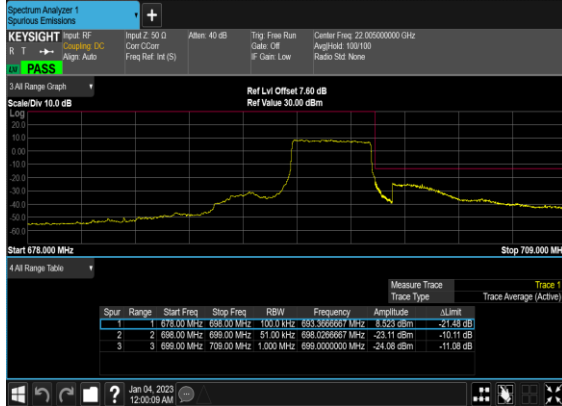 Spectrum Analyzer 1
Spurious Emissions
+
KEYSIGHT Input: RF Input Z: 50 Ω Atten: 40 dB Trig: Free Run Center Freq: 22.005000000 GHz
R T Coupling: DC Corr CCorr Gate: Off Avg|Hold: 100/100
Align: Auto Freq Ref: Int (S) IF Gain: Low Radio Std: None
PASS
3 All Range Graph
Ref Lvl Offset 7.60 dB
Scale/Div 10.0 dB Ref Value 30.00 dBm
Log
20.0
10.0
0.00
-10.0
-20.0
-30.0
-40.0
-50.0
-60.0
Start 678.000 MHz Stop 709.000 MH
4 All Range Table
Measure Trace Trace 1
Trace Type Trace Average (Active)
Spur Range Start Freq Stop Freq RBW Frequency Amplitude ΔLimit
1 1 678.00 MHz 698.00 MHz 100.0 kHz 693.3666667 MHz 8.523 dBm -21.48 dB
2 2 698.00 MHz 699.00 MHz 51.00 kHz 698.0266667 MHz -23.11 dBm -10.11 dB
3 3 699.00 MHz 709.00 MHz 1.000 MHz 699.0000000 MHz -24.08 dBm -11.08 dB
? Jan 04, 2023
12:00:09 AM